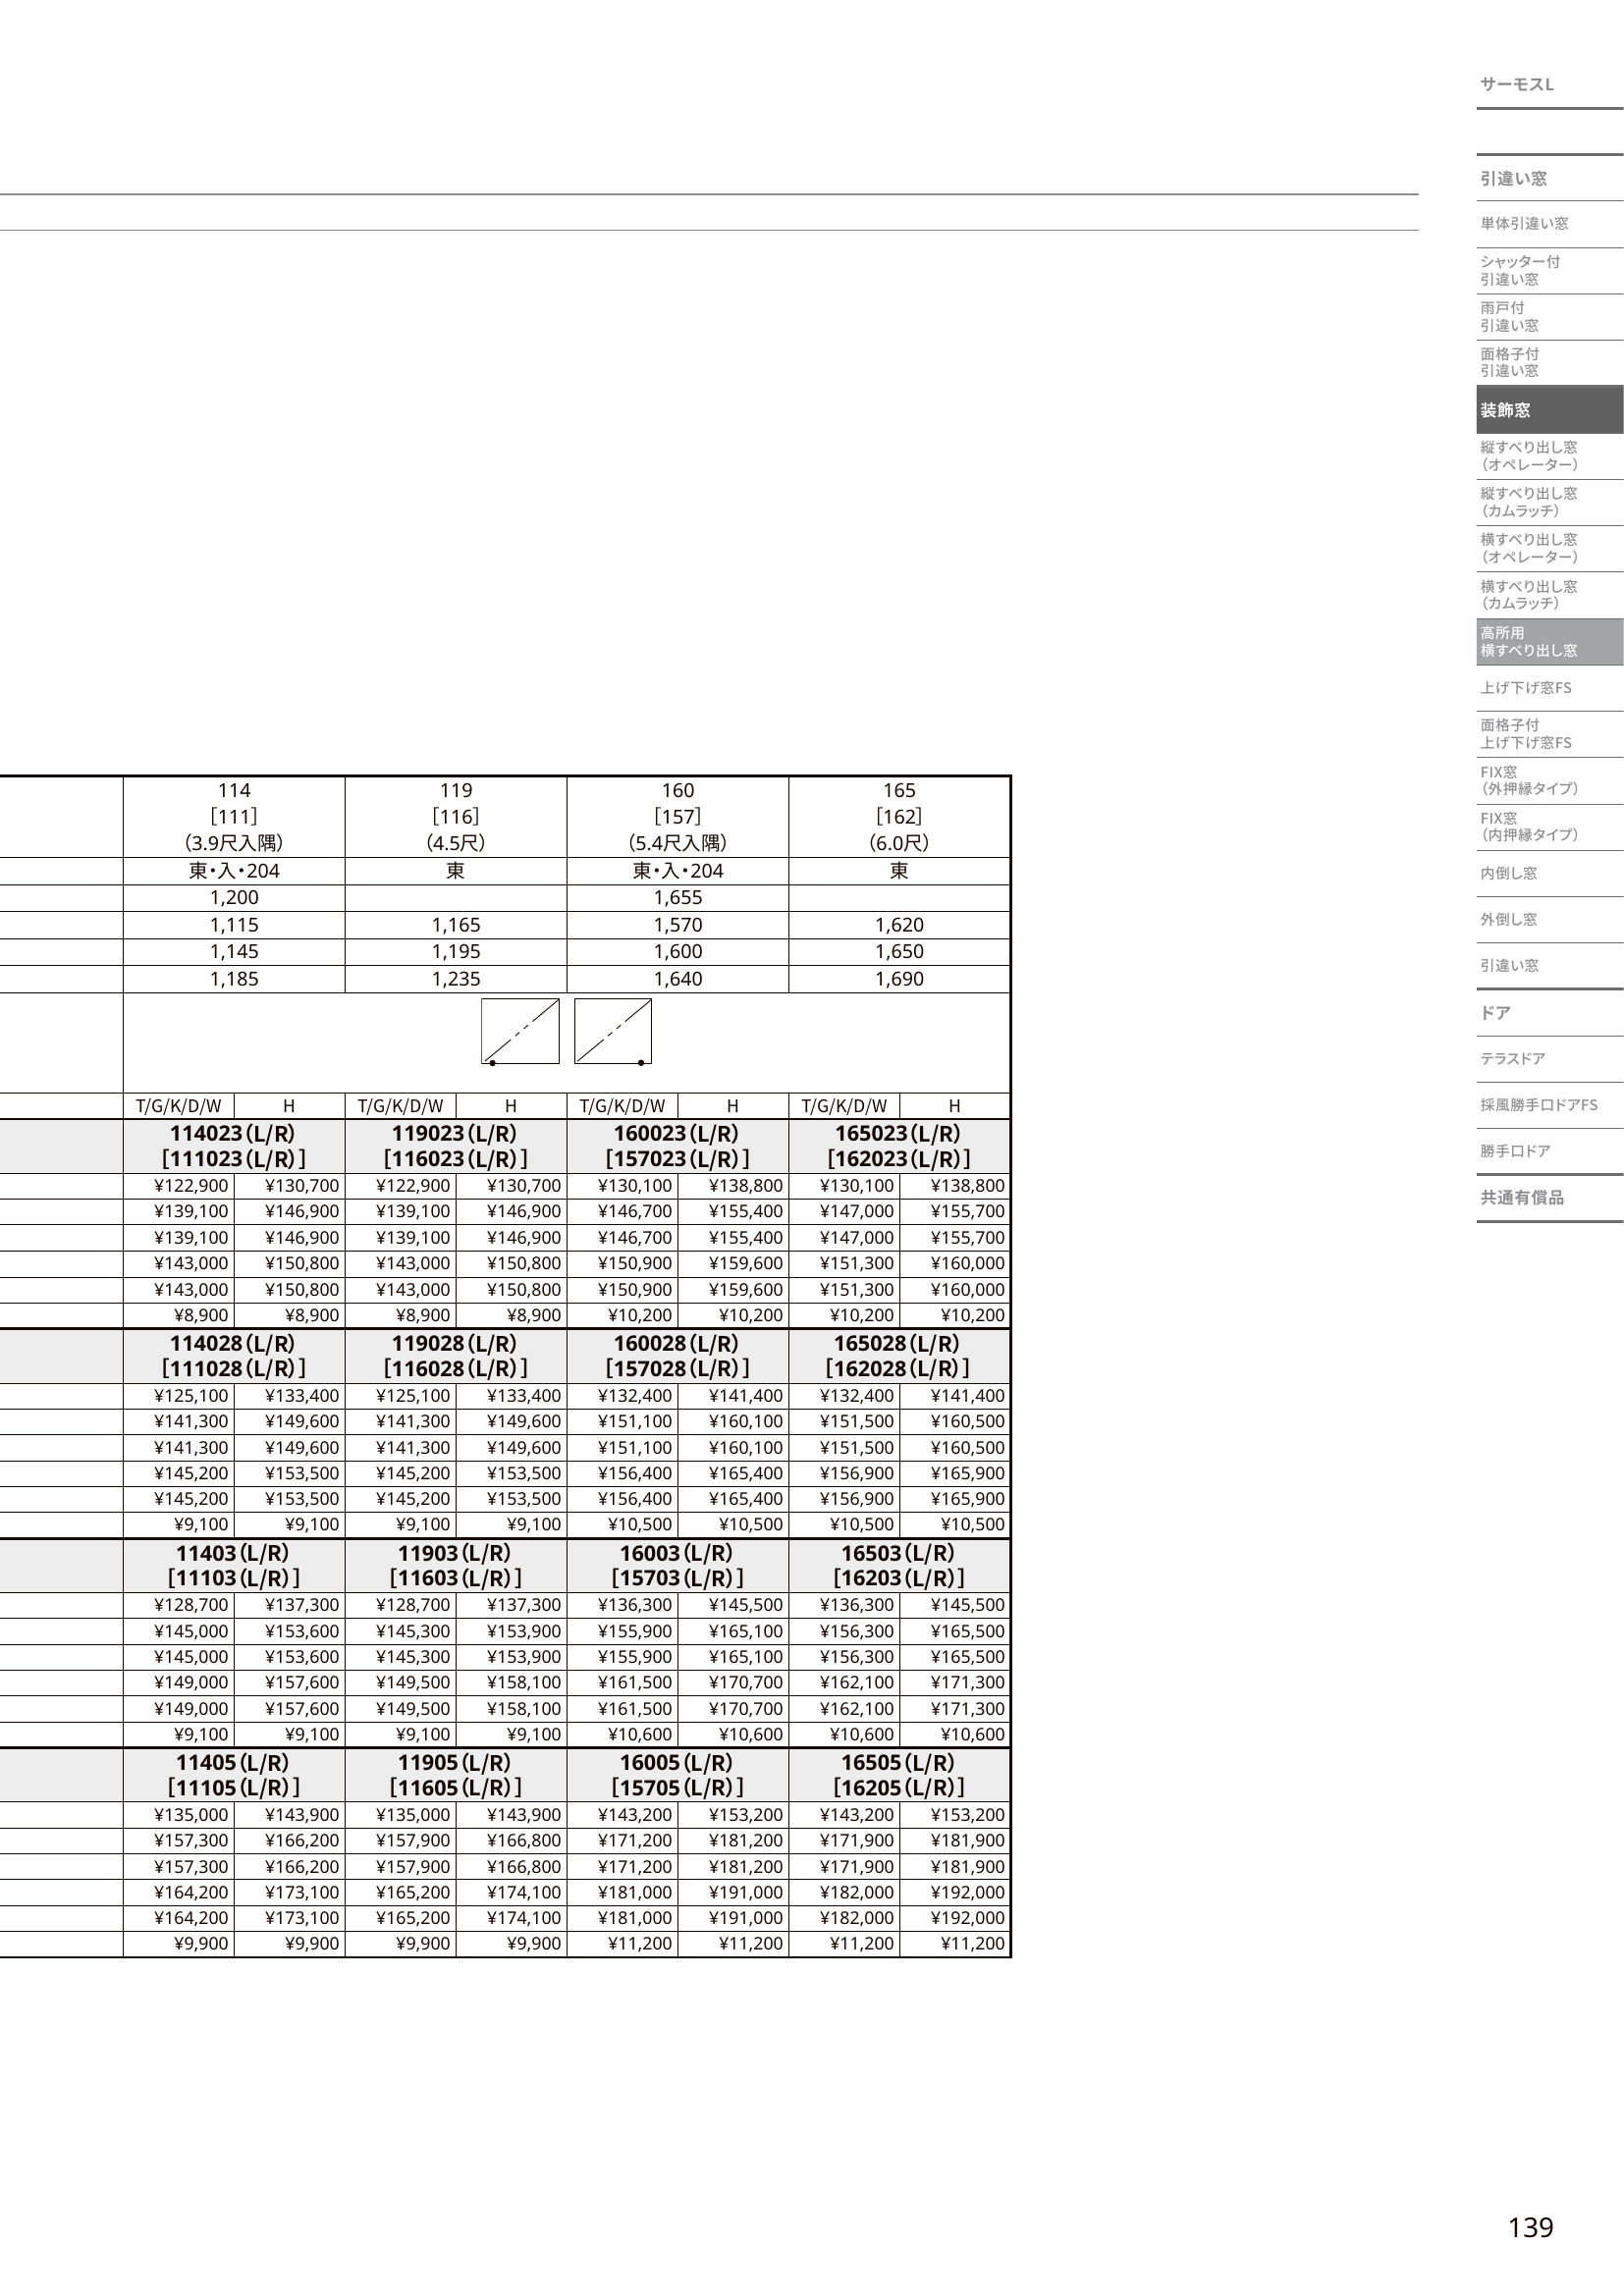 サーモスL
引違い窓
単体引違い窓
シャッター付
引違い窓
雨戸付
引違い窓
面格子付
引違い窓
装飾窓
縦すべり出し窓
（オペレーター）
縦すべり出し窓
（カムラッチ）
横すべり出し窓
（オペレーター）
横すべり出し窓
（カムラッチ）
高所用
横すべり出し窓
上げ下げ窓FS
面格子付
上げ下げ窓FS
FIX窓
（外押縁タイプ）
FIX窓
（内押縁タイプ）
内倒し窓
外倒し窓
引違い窓
ドア
テラスドア
採風勝手口ドアFS
勝手口ドア
共通有償品
114 119 160 165
［111］ ［116］ ［157］ ［162］
（3.9尺入隅） （4.5尺） （5.4尺入隅） （6.0尺）
東・入・204 東 東・入・204 東
1,200 1,655
1,115 1,165 1,570 1,620
1,145 1,195 1,600 1,650
1,185 1,235 1,640 1,690
T/G/K/D/W H T/G/K/D/W H T/G/K/D/W H T/G/K/D/W H
114023（L/R） 119023（L/R） 160023（L/R） 165023（L/R）
［111023（L/R）］ ［116023（L/R）］ ［157023（L/R）］ ［162023（L/R）］
¥122,900 ¥130,700 ¥122,900 ¥130,700 ¥130,100 ¥138,800 ¥130,100 ¥138,800
¥139,100 ¥146,900 ¥139,100 ¥146,900 ¥146,700 ¥155,400 ¥147,000 ¥155,700
¥139,100 ¥146,900 ¥139,100 ¥146,900 ¥146,700 ¥155,400 ¥147,000 ¥155,700
¥143,000 ¥150,800 ¥143,000 ¥150,800 ¥150,900 ¥159,600 ¥151,300 ¥160,000
¥143,000 ¥150,800 ¥143,000 ¥150,800 ¥150,900 ¥159,600 ¥151,300 ¥160,000
¥8,900 ¥8,900 ¥8,900 ¥8,900 ¥10,200 ¥10,200 ¥10,200 ¥10,200
114028（L/R） 119028（L/R） 160028（L/R） 165028（L/R）
［111028（L/R）］ ［116028（L/R）］ ［157028（L/R）］ ［162028（L/R）］
¥125,100 ¥133,400 ¥125,100 ¥133,400 ¥132,400 ¥141,400 ¥132,400 ¥141,400
¥141,300 ¥149,600 ¥141,300 ¥149,600 ¥151,100 ¥160,100 ¥151,500 ¥160,500
¥141,300 ¥149,600 ¥141,300 ¥149,600 ¥151,100 ¥160,100 ¥151,500 ¥160,500
¥145,200 ¥153,500 ¥145,200 ¥153,500 ¥156,400 ¥165,400 ¥156,900 ¥165,900
¥145,200 ¥153,500 ¥145,200 ¥153,500 ¥156,400 ¥165,400 ¥156,900 ¥165,900
¥9,100 ¥9,100 ¥9,100 ¥9,100 ¥10,500 ¥10,500 ¥10,500 ¥10,500
11403（L/R） 11903（L/R） 16003（L/R） 16503（L/R）
［11103（L/R）］ ［11603（L/R）］ ［15703（L/R）］ ［16203（L/R）］
¥128,700 ¥137,300 ¥128,700 ¥137,300 ¥136,300 ¥145,500 ¥136,300 ¥145,500
¥145,000 ¥153,600 ¥145,300 ¥153,900 ¥155,900 ¥165,100 ¥156,300 ¥165,500
¥145,000 ¥153,600 ¥145,300 ¥153,900 ¥155,900 ¥165,100 ¥156,300 ¥165,500
¥149,000 ¥157,600 ¥149,500 ¥158,100 ¥161,500 ¥170,700 ¥162,100 ¥171,300
¥149,000 ¥157,600 ¥149,500 ¥158,100 ¥161,500 ¥170,700 ¥162,100 ¥171,300
¥9,100 ¥9,100 ¥9,100 ¥9,100 ¥10,600 ¥10,600 ¥10,600 ¥10,600
11405（L/R） 11905（L/R） 16005（L/R） 16505（L/R）
［11105（L/R）］ ［11605（L/R）］ ［15705（L/R）］ ［16205（L/R）］
¥135,000 ¥143,900 ¥135,000 ¥143,900 ¥143,200 ¥153,200 ¥143,200 ¥153,200
¥157,300 ¥166,200 ¥157,900 ¥166,800 ¥171,200 ¥181,200 ¥171,900 ¥181,900
¥157,300 ¥166,200 ¥157,900 ¥166,800 ¥171,200 ¥181,200 ¥171,900 ¥181,900
¥164,200 ¥173,100 ¥165,200 ¥174,100 ¥181,000 ¥191,000 ¥182,000 ¥192,000
¥164,200 ¥173,100 ¥165,200 ¥174,100 ¥181,000 ¥191,000 ¥182,000 ¥192,000
¥9,900 ¥9,900 ¥9,900 ¥9,900 ¥11,200 ¥11,200 ¥11,200 ¥11,200
139